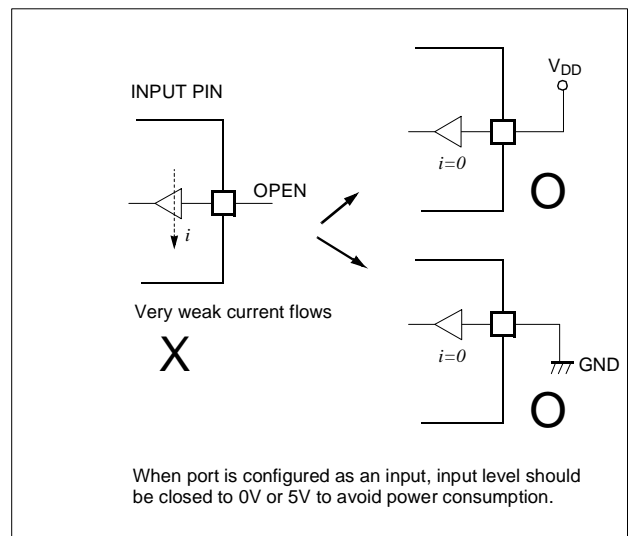 INPUT PIN
OPEN
i
Very weak current flows
X
VDD
i=0
O
i=0
GND
O
When port is configured as an input, input level should
be closed to 0V or 5V to avoid power consumption.